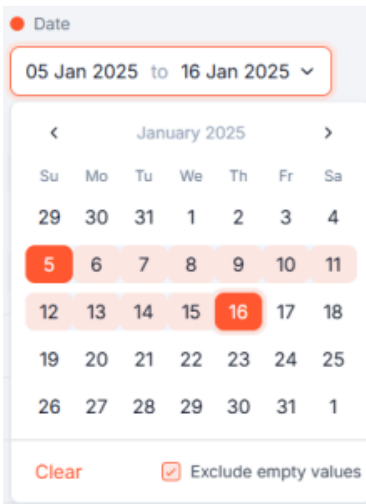 Date
05 Jan 2025 to 16 Jan 2025
January 2025
Su Mo Tu We Th Fr Sa
29 30 31 1 2 3 4
5 6 7 8 9 10 11
12 13 14 15 16 17 18
19 20 21 22 23 24 25
26 27 28 29 30 31 1
Clear Exclude empty values